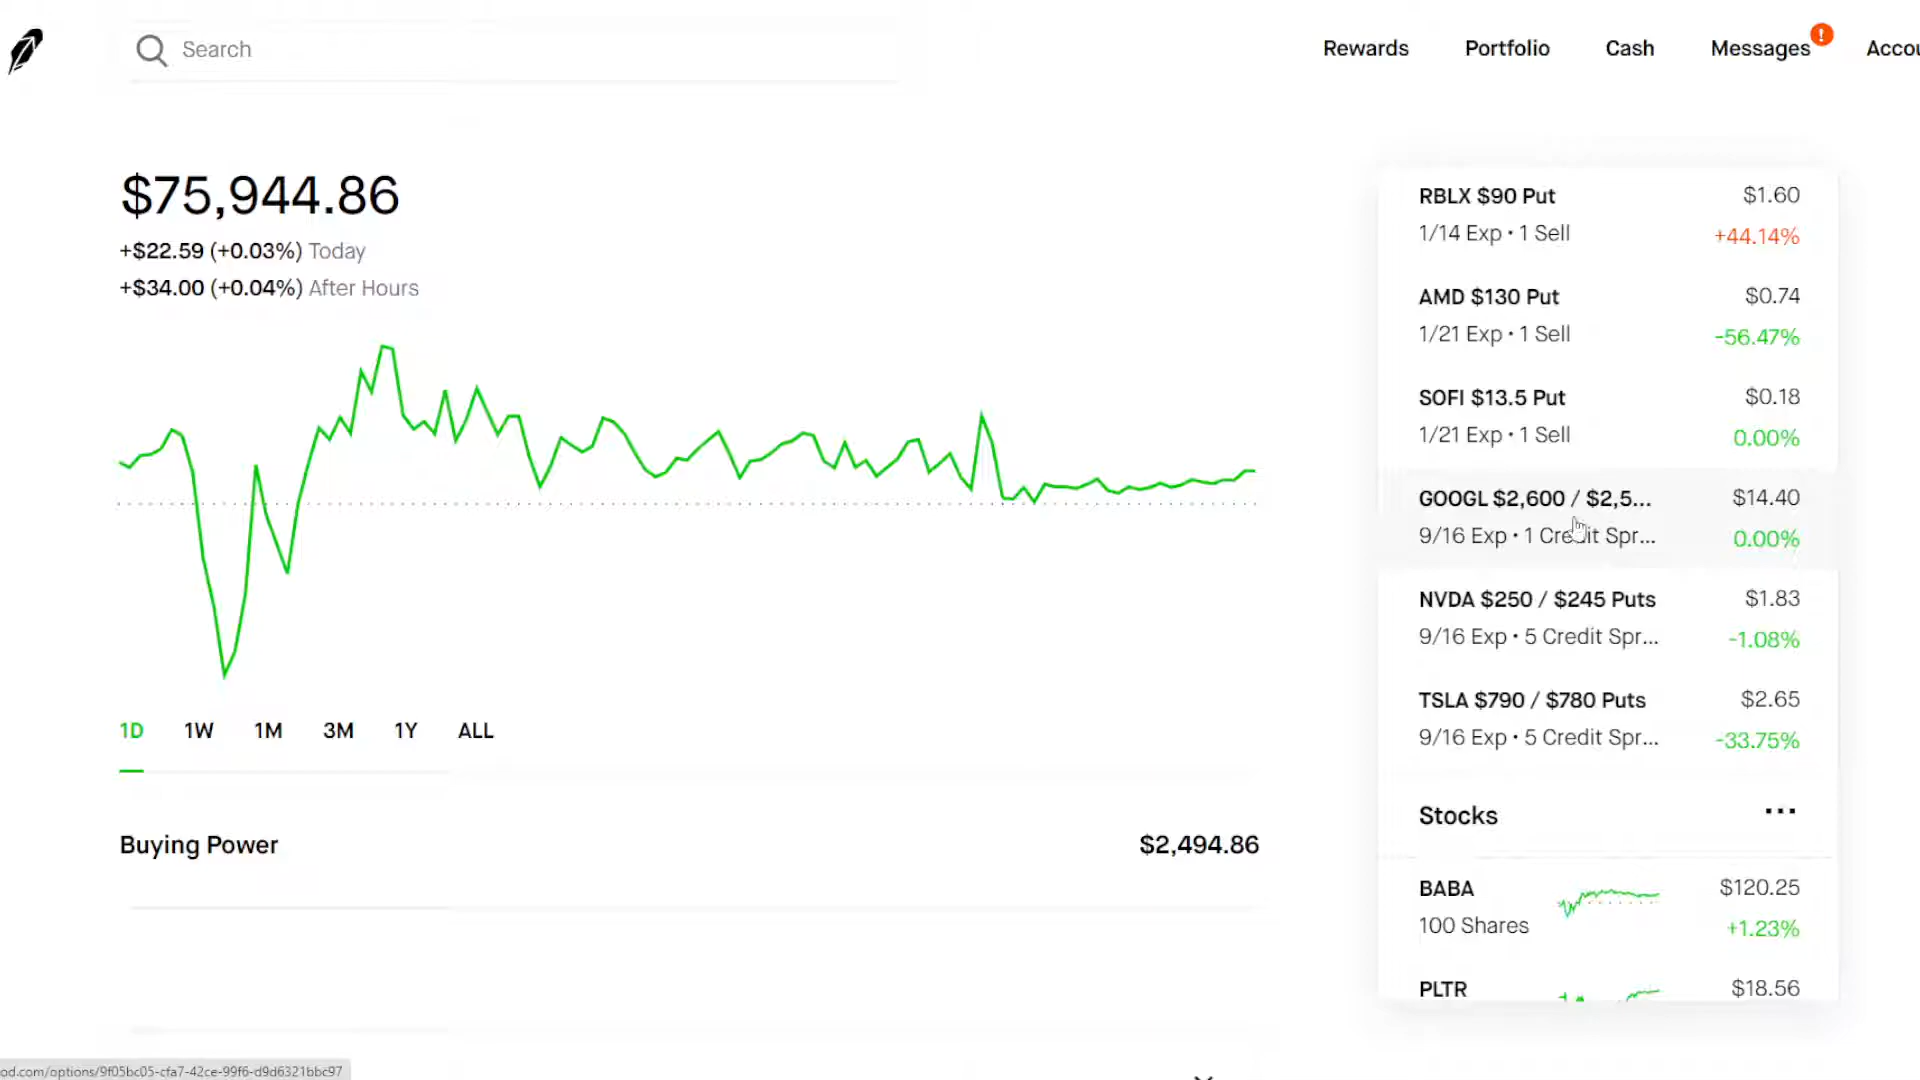 Search
Rewards
Portfolio
Cash
Messages
!
Accou
$75,944.86
+$22.59 (+0.03%) Today
+$34.00 (+0.04%) After Hours
1D
1W
1M
3M
1Y
ALL
Buying Power
$2,494.86
RBLX $90 Put
$1.60
1/14 Exp • 1 Sell
+44.14%
AMD $130 Put
$0.74
1/21 Exp • 1 Sell
-56.47%
SOFI $13.5 Put
$0.18
1/21 Exp • 1 Sell
0.00%
GOOGL $2,600 / $2,5...
$14.40
9/16 Exp • 1 Credit Spr...
0.00%
NVDA $250 / $245 Puts
$1.83
9/16 Exp • 5 Credit Spr...
-1.08%
TSLA $790 / $780 Puts
$2.65
9/16 Exp • 5 Credit Spr...
-33.75%
Stocks
BABA
$120.25
100 Shares
+1.23%
PLTR
$18.56
od.com/options/9f05bc05-cfa7-42ce-99f6-d9d6321bbc97